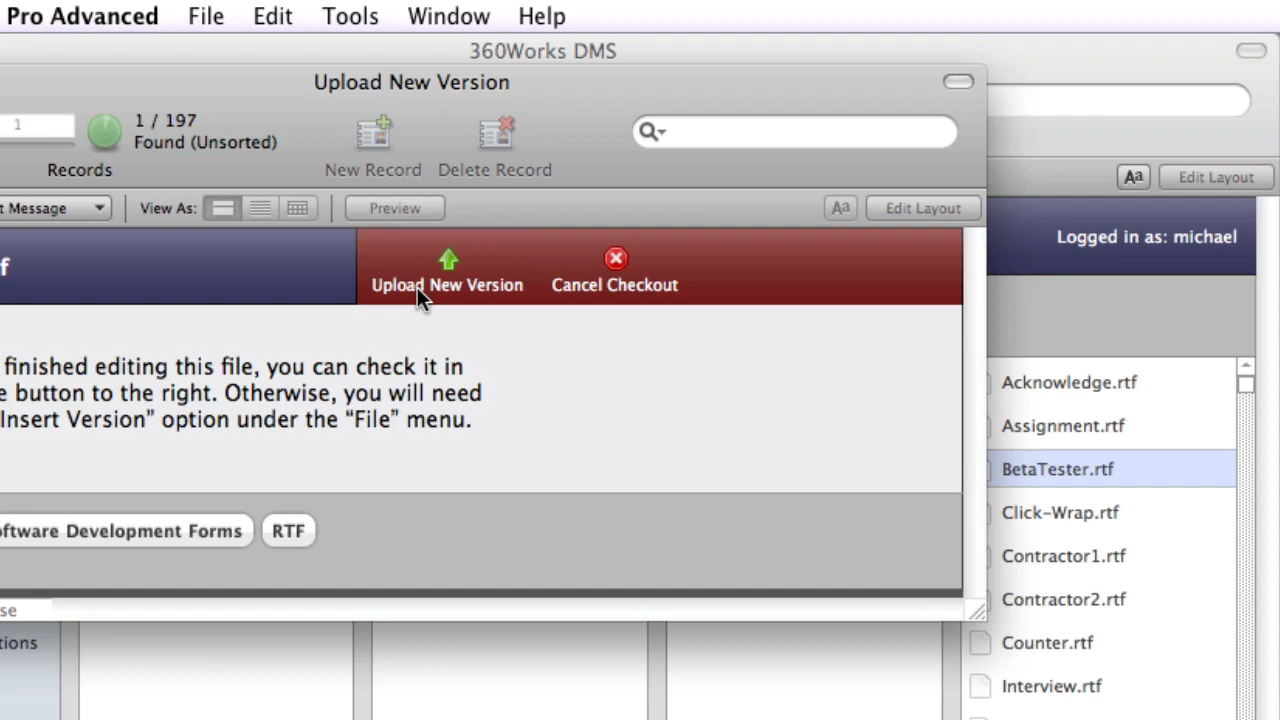 Pro Advanced File Edit Tools Window Help
360Works DMS
Upload New Version
1
1 / 197
Found (Unsorted)
Records
New Record
Delete Record
t Message
View As:
Preview
Aa
Edit Layout
Aa
Edit Layout
f
Upload New Version
Cancel Checkout
Logged in as: michael
finished editing this file, you can check it in
e button to the right. Otherwise, you will need
Insert Version” option under the “File” menu.
oftware Development Forms
RTF
se
tions
Acknowledge.rtf
Assignment.rtf
BetaTester.rtf
Click-Wrap.rtf
Contractor1.rtf
Contractor2.rtf
Counter.rtf
Interview.rtf